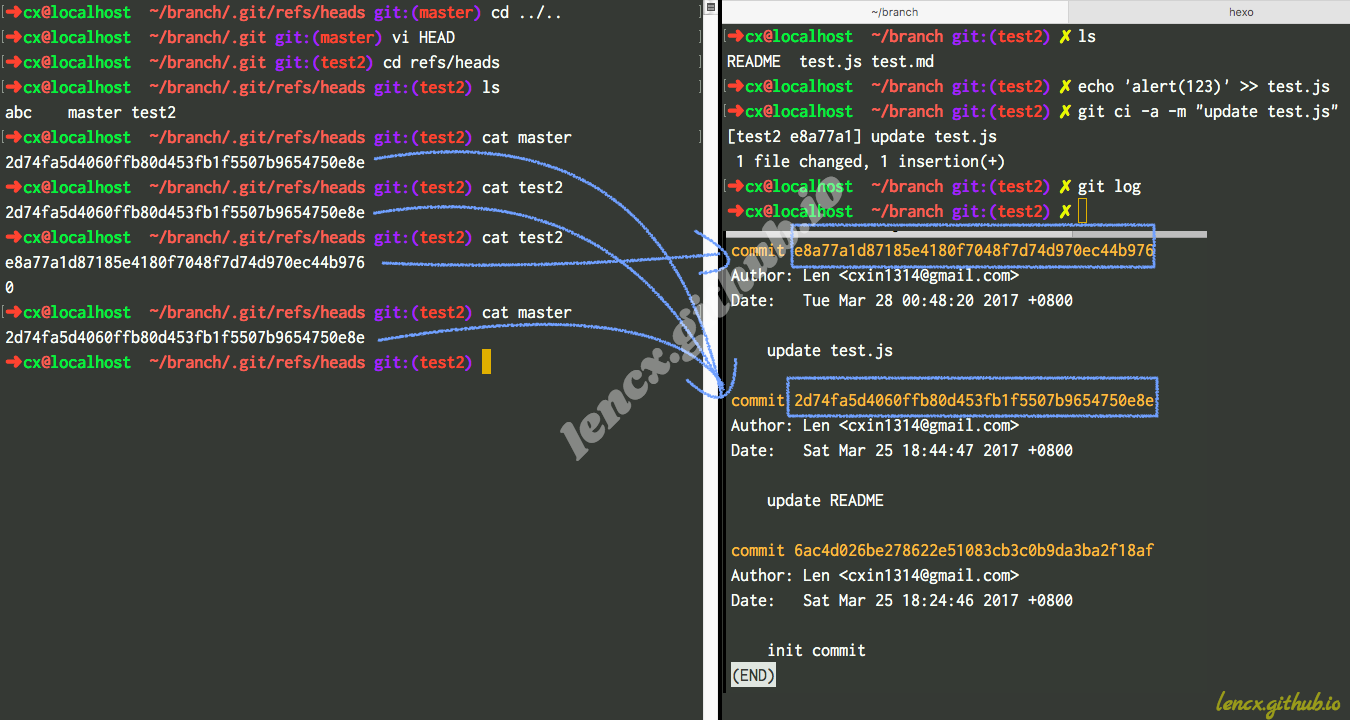 ➜cx@localhost ~/branch/.git/refs/heads git:(master) cd ../..
➜cx@localhost ~/branch/.git git:(master) vi HEAD
➜cx@localhost ~/branch/.git git:(test2) cd refs/heads
➜cx@localhost ~/branch/.git/refs/heads git:(test2) ls
abc master test2
➜cx@localhost ~/branch/.git/refs/heads git:(test2) cat master
2d74fa5d4060ffb80d453fb1f5507b9654750e8e
➜cx@localhost ~/branch/.git/refs/heads git:(test2) cat test2
2d74fa5d4060ffb80d453fb1f5507b9654750e8e
➜cx@localhost ~/branch/.git/refs/heads git:(test2) cat test2
e8a77a1d87185e4180f7048f7d74d970ec44b976
0
➜cx@localhost ~/branch/.git/refs/heads git:(test2) cat master
2d74fa5d4060ffb80d453fb1f5507b9654750e8e
➜cx@localhost ~/branch/.git/refs/heads git:(test2)
~/branch
hexo
➜cx@localhost ~/branch git:(test2) ✗ ls
README test.js test.md
➜cx@localhost ~/branch git:(test2) ✗ echo 'alert(123)' >> test.js
➜cx@localhost ~/branch git:(test2) ✗ git ci -a -m "update test.js"
[test2 e8a77a1] update test.js
1 file changed, 1 insertion(+)
➜cx@localhost ~/branch git:(test2) ✗ git log
➜cx@localhost ~/branch git:(test2) ✗
commit e8a77a1d87185e4180f7048f7d74d970ec44b976
Author: Len <cxin1314@gmail.com>
Date: Tue Mar 28 00:48:20 2017 +0800
update test.js
commit 2d74fa5d4060ffb80d453fb1f5507b9654750e8e
Author: Len <cxin1314@gmail.com>
Date: Sat Mar 25 18:44:47 2017 +0800
update README
commit 6ac4d026be278622e51083cb3c0b9da3ba2f18af
Author: Len <cxin1314@gmail.com>
Date: Sat Mar 25 18:24:46 2017 +0800
init commit
(END)
lencx.github.io
lencx.github.io